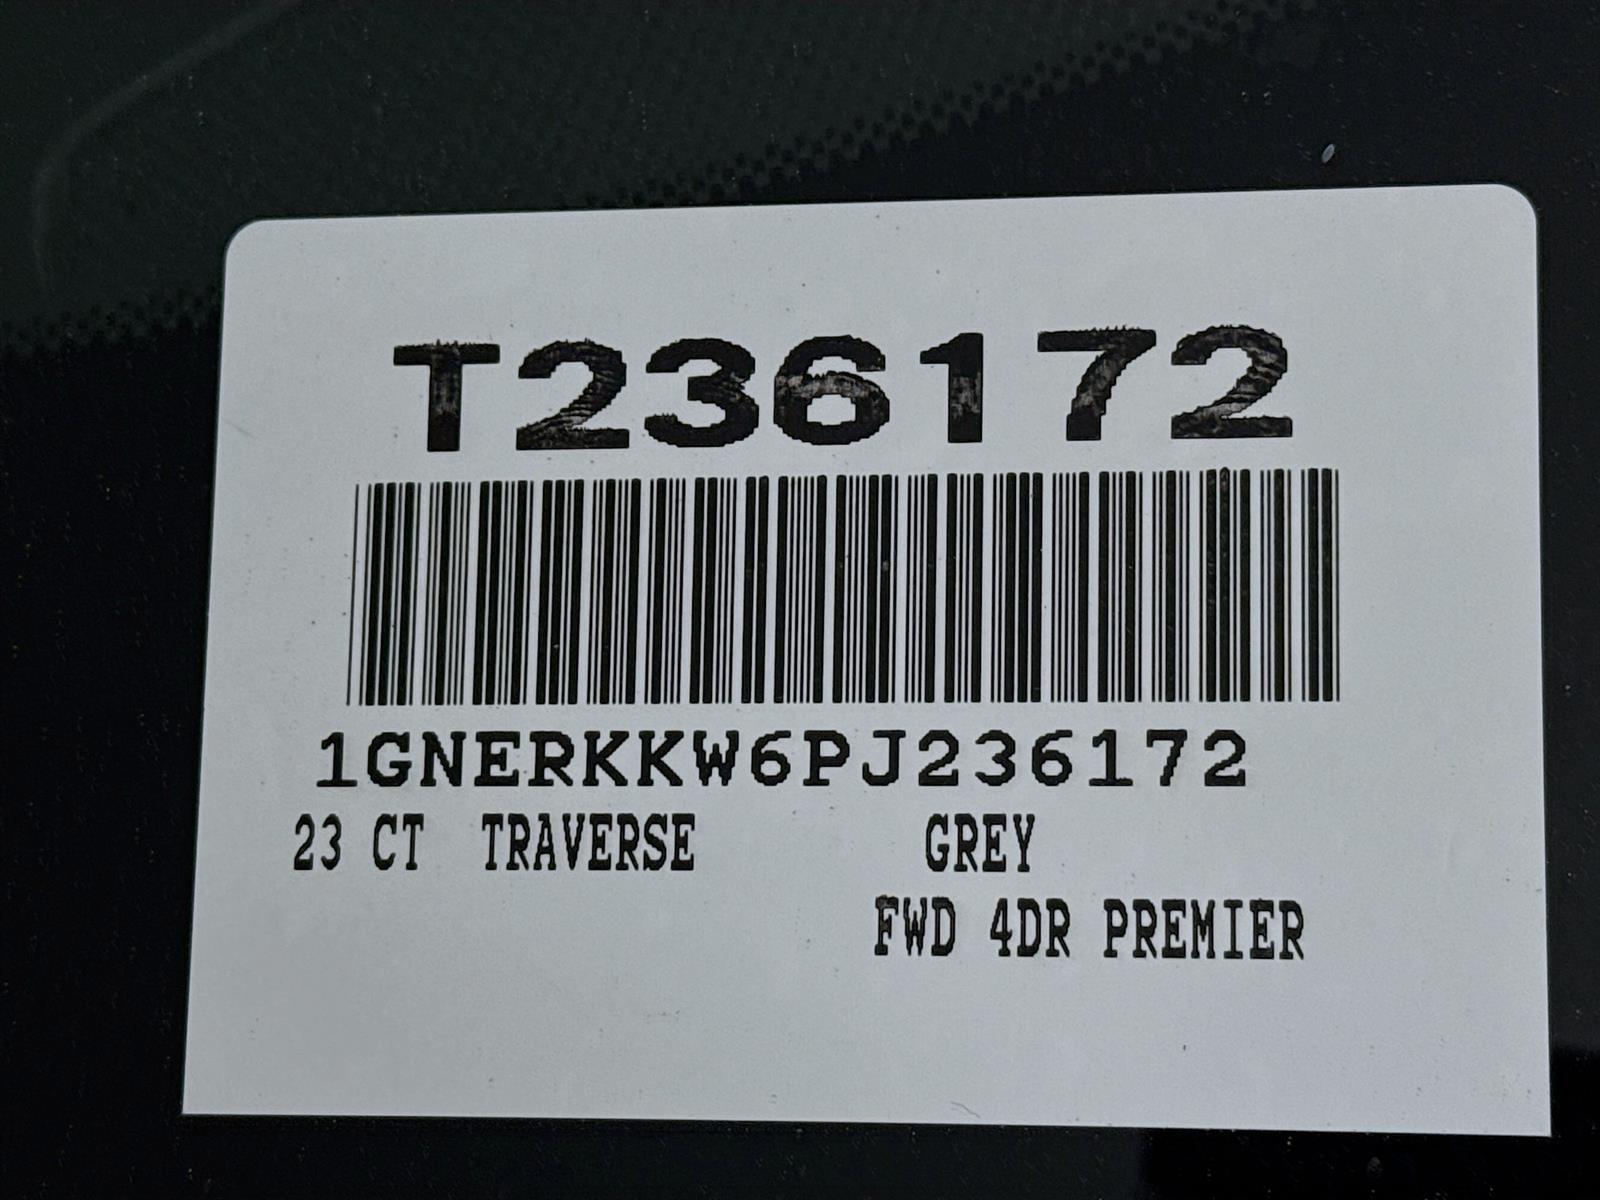 T236172
1GNERKKW6PJ236172
23 CT TRAVERSE GREY
FWD 4DR PREMIER